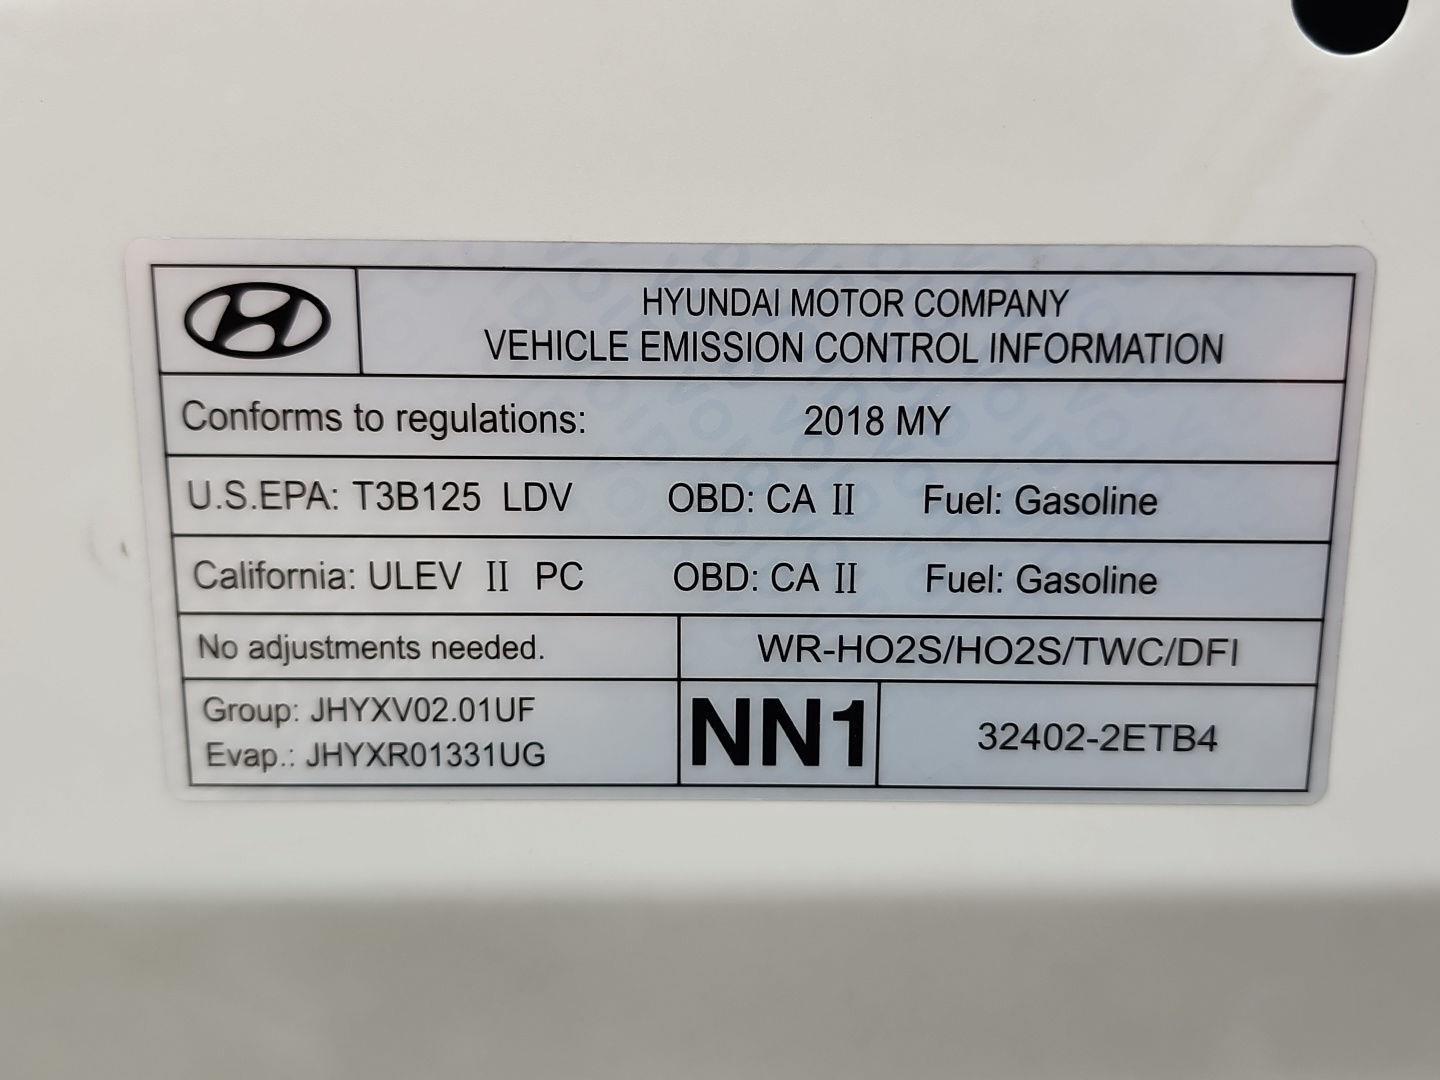 HYUNDAI MOTOR COMPANY
VEHICLE EMISSION CONTROL INFORMATION
Conforms to regulations: 2018 MY
U.S.EPA: T3B125 LDV OBD: CA II Fuel: Gasoline
California: ULEV II PC OBD: CA II Fuel: Gasoline
No adjustments needed. WR-HO2S/HO2S/TWC/DFI
Group: JHYXV02.01UF
Evap.: JHYXR01331UG
NN1
32402-2ETB4